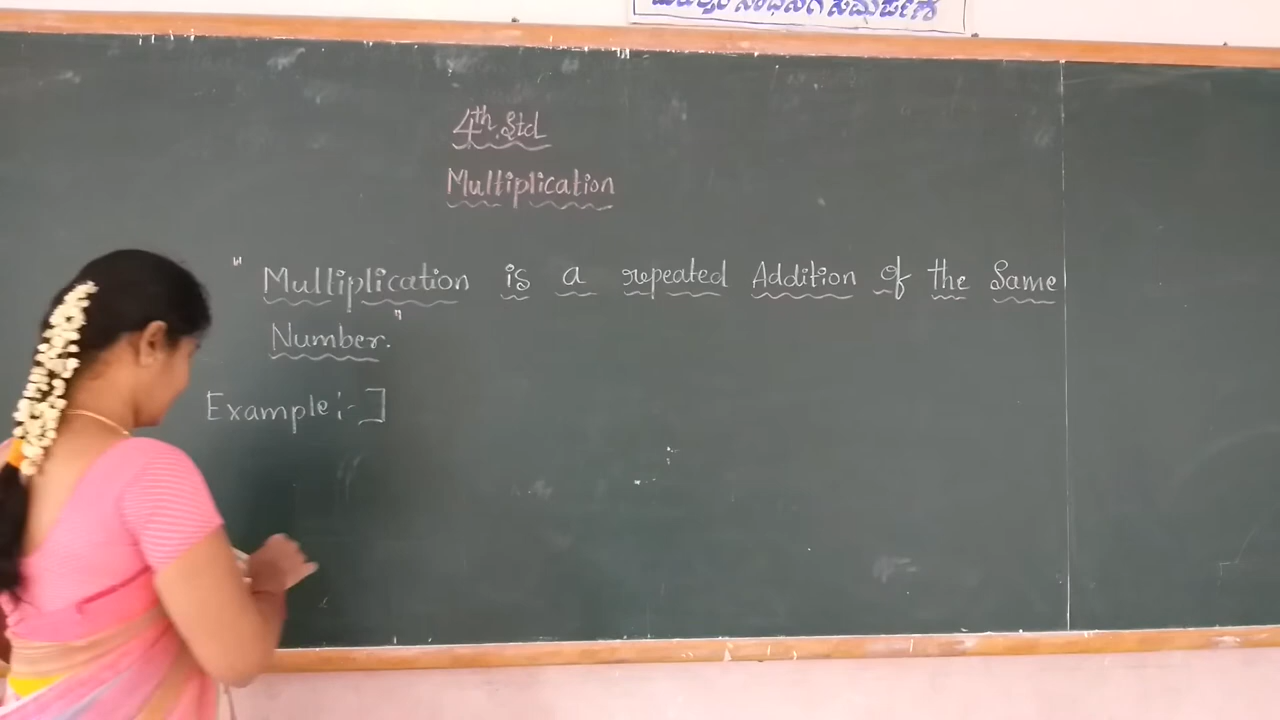 4th.Std
Multiplication
" Multiplication is a repeated Addition of the Same
Number."
Example:-]